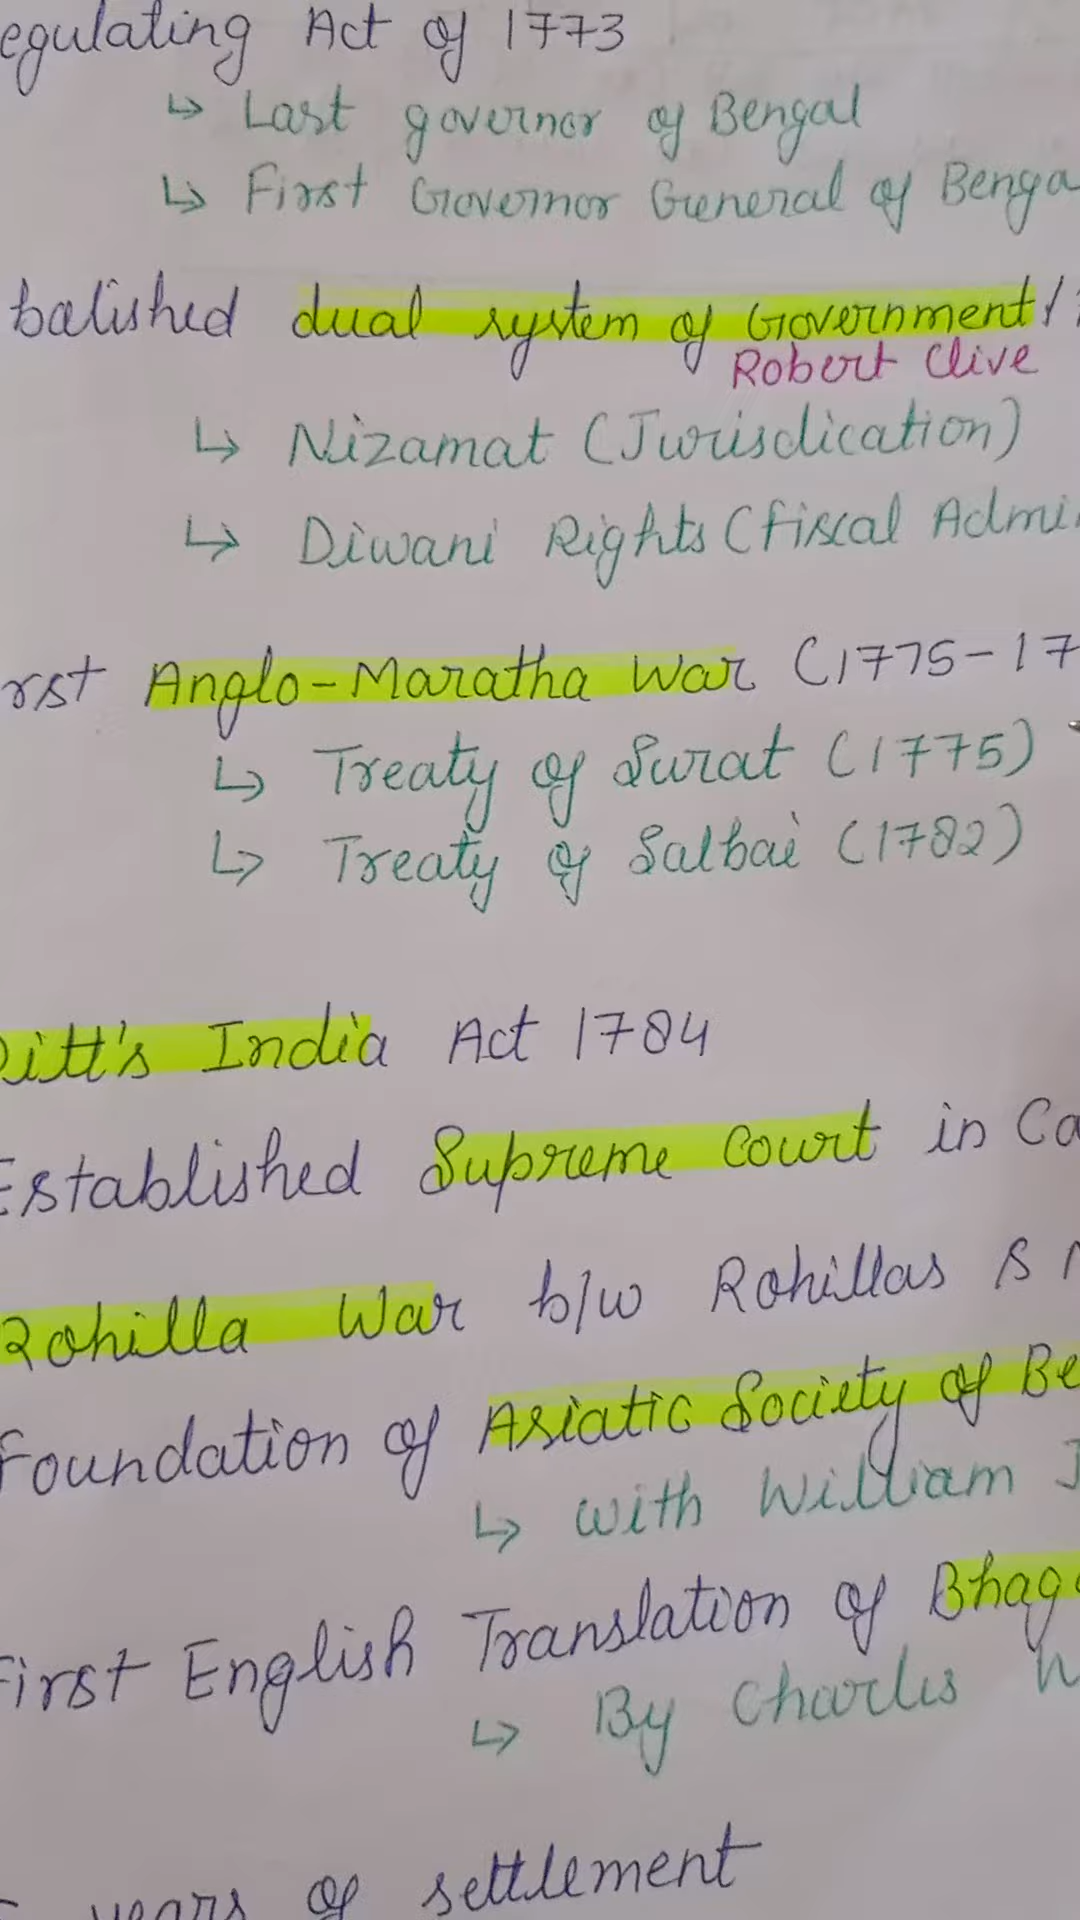 egulating Act of 1773
↳ Last governor of Bengal
↳ First Governor General of Benga
balished dual system of Government /
Robert Clive
↳ Nizamat (Jurisdication)
↳ Diwani Rights (fiscal Admi
rst Anglo-Maratha War (1775-17
↳ Treaty of Surat (1775)
↳ Treaty of Salbai (1782)
Pitt's India Act 1784
Established Supreme Court in Ca
Rohilla War b/w Rohillas &
Foundation of Asiatic Society of Be
↳ with William J
First English Translation of Bhag
↳ By Charles W
years of settlement